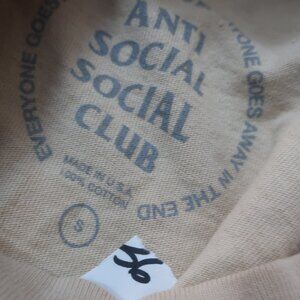 ANTI
SOCIAL
SOCIAL
CLUB
EVERYONE GOES
EVERYONE GOES AWAY IN THE END
MADE IN U.S.A.
100% COTTON
S